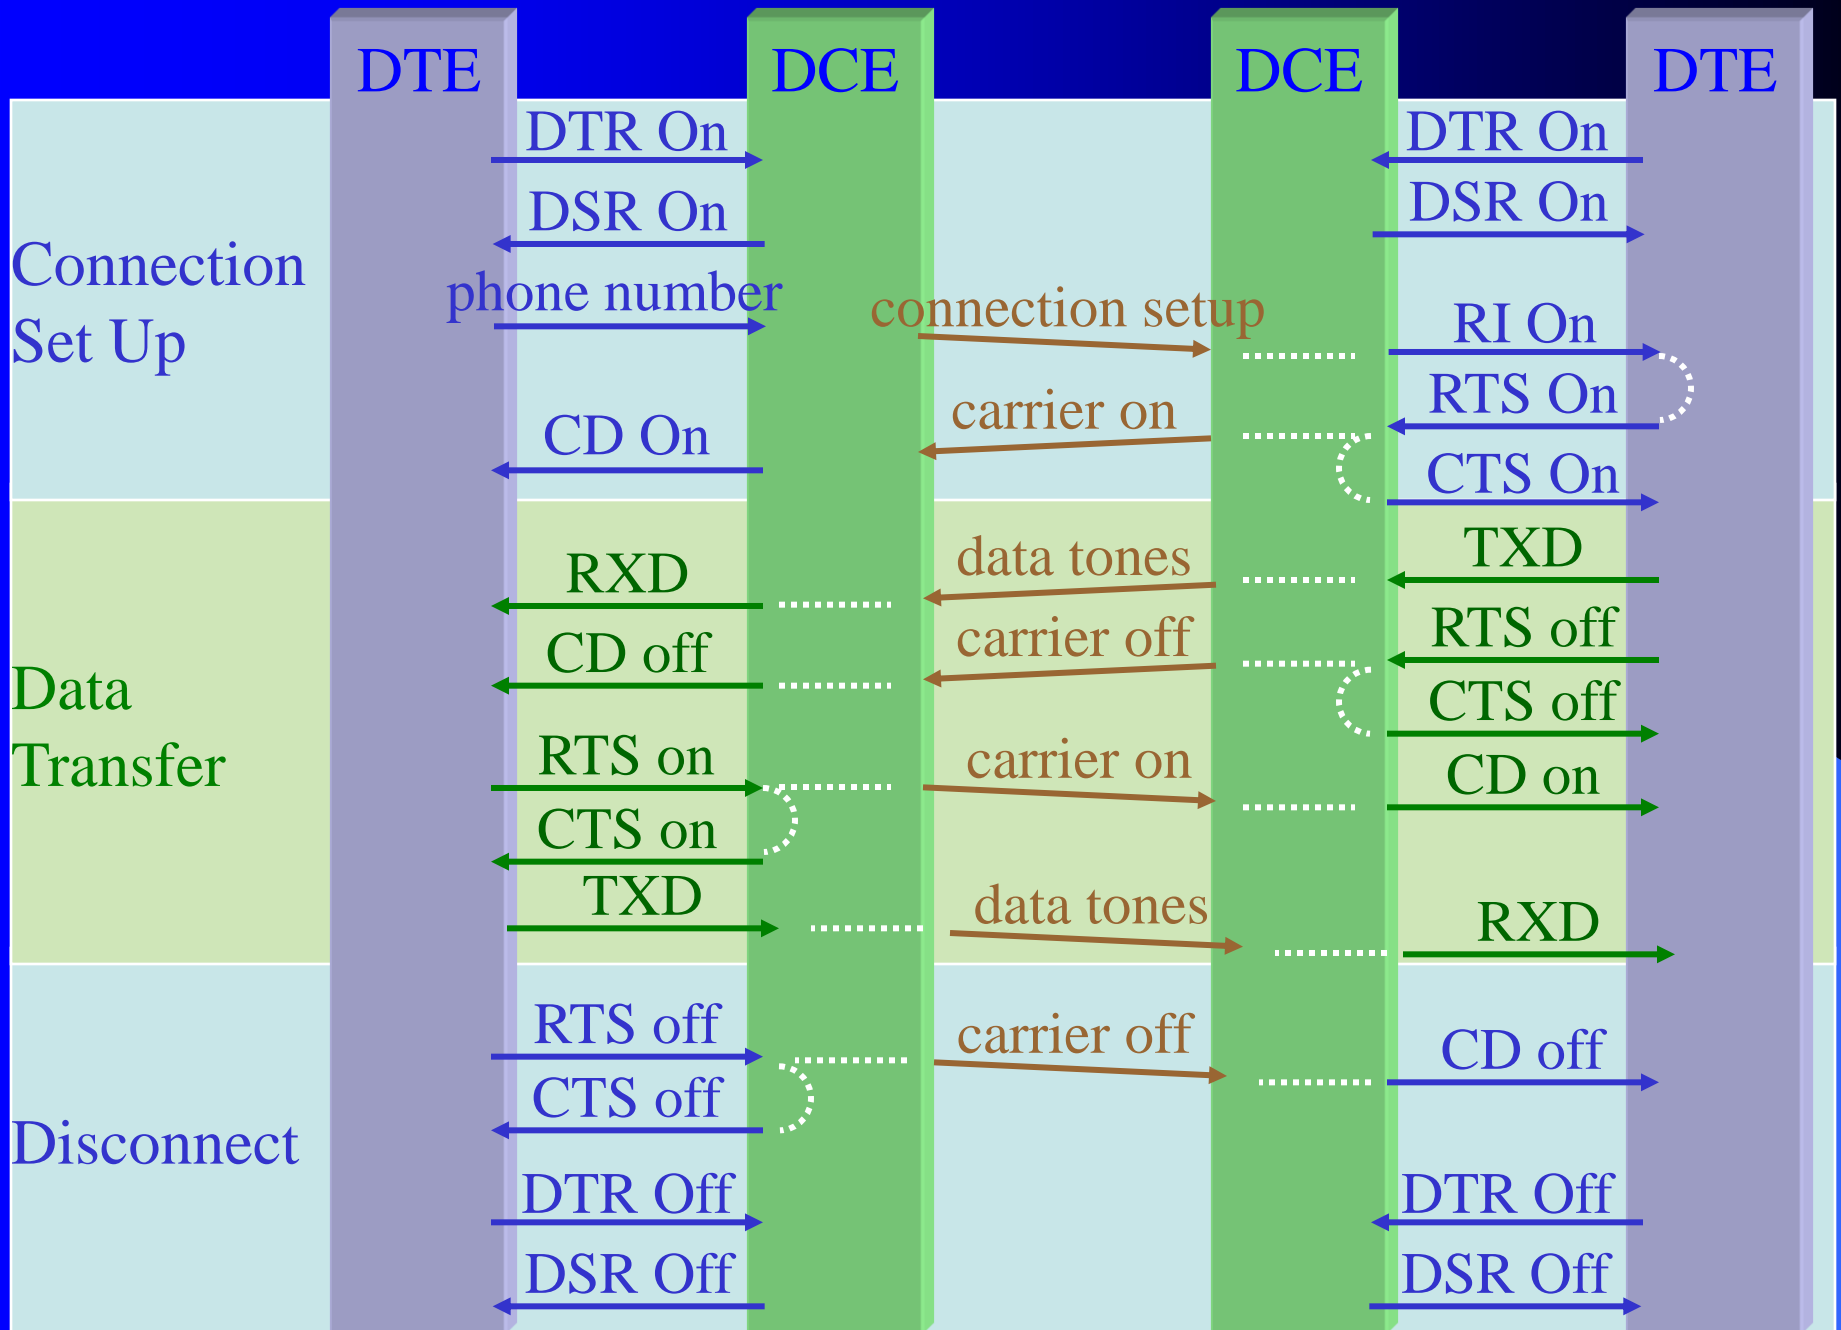 DTE
DCE
DCE
DTE
DTR On
DTR On
DSR On
DSR On
Connection
Set Up
phone number
connection setup
RI On
RTS On
carrier on
CD On
CTS On
TXD
data tones
RXD
RTS off
carrier off
CD off
CTS off
Data
Transfer
RTS on
carrier on
CD on
CTS on
TXD
data tones
RXD
RTS off
carrier off
CD off
CTS off
Disconnect
DTR Off
DTR Off
DSR Off
DSR Off